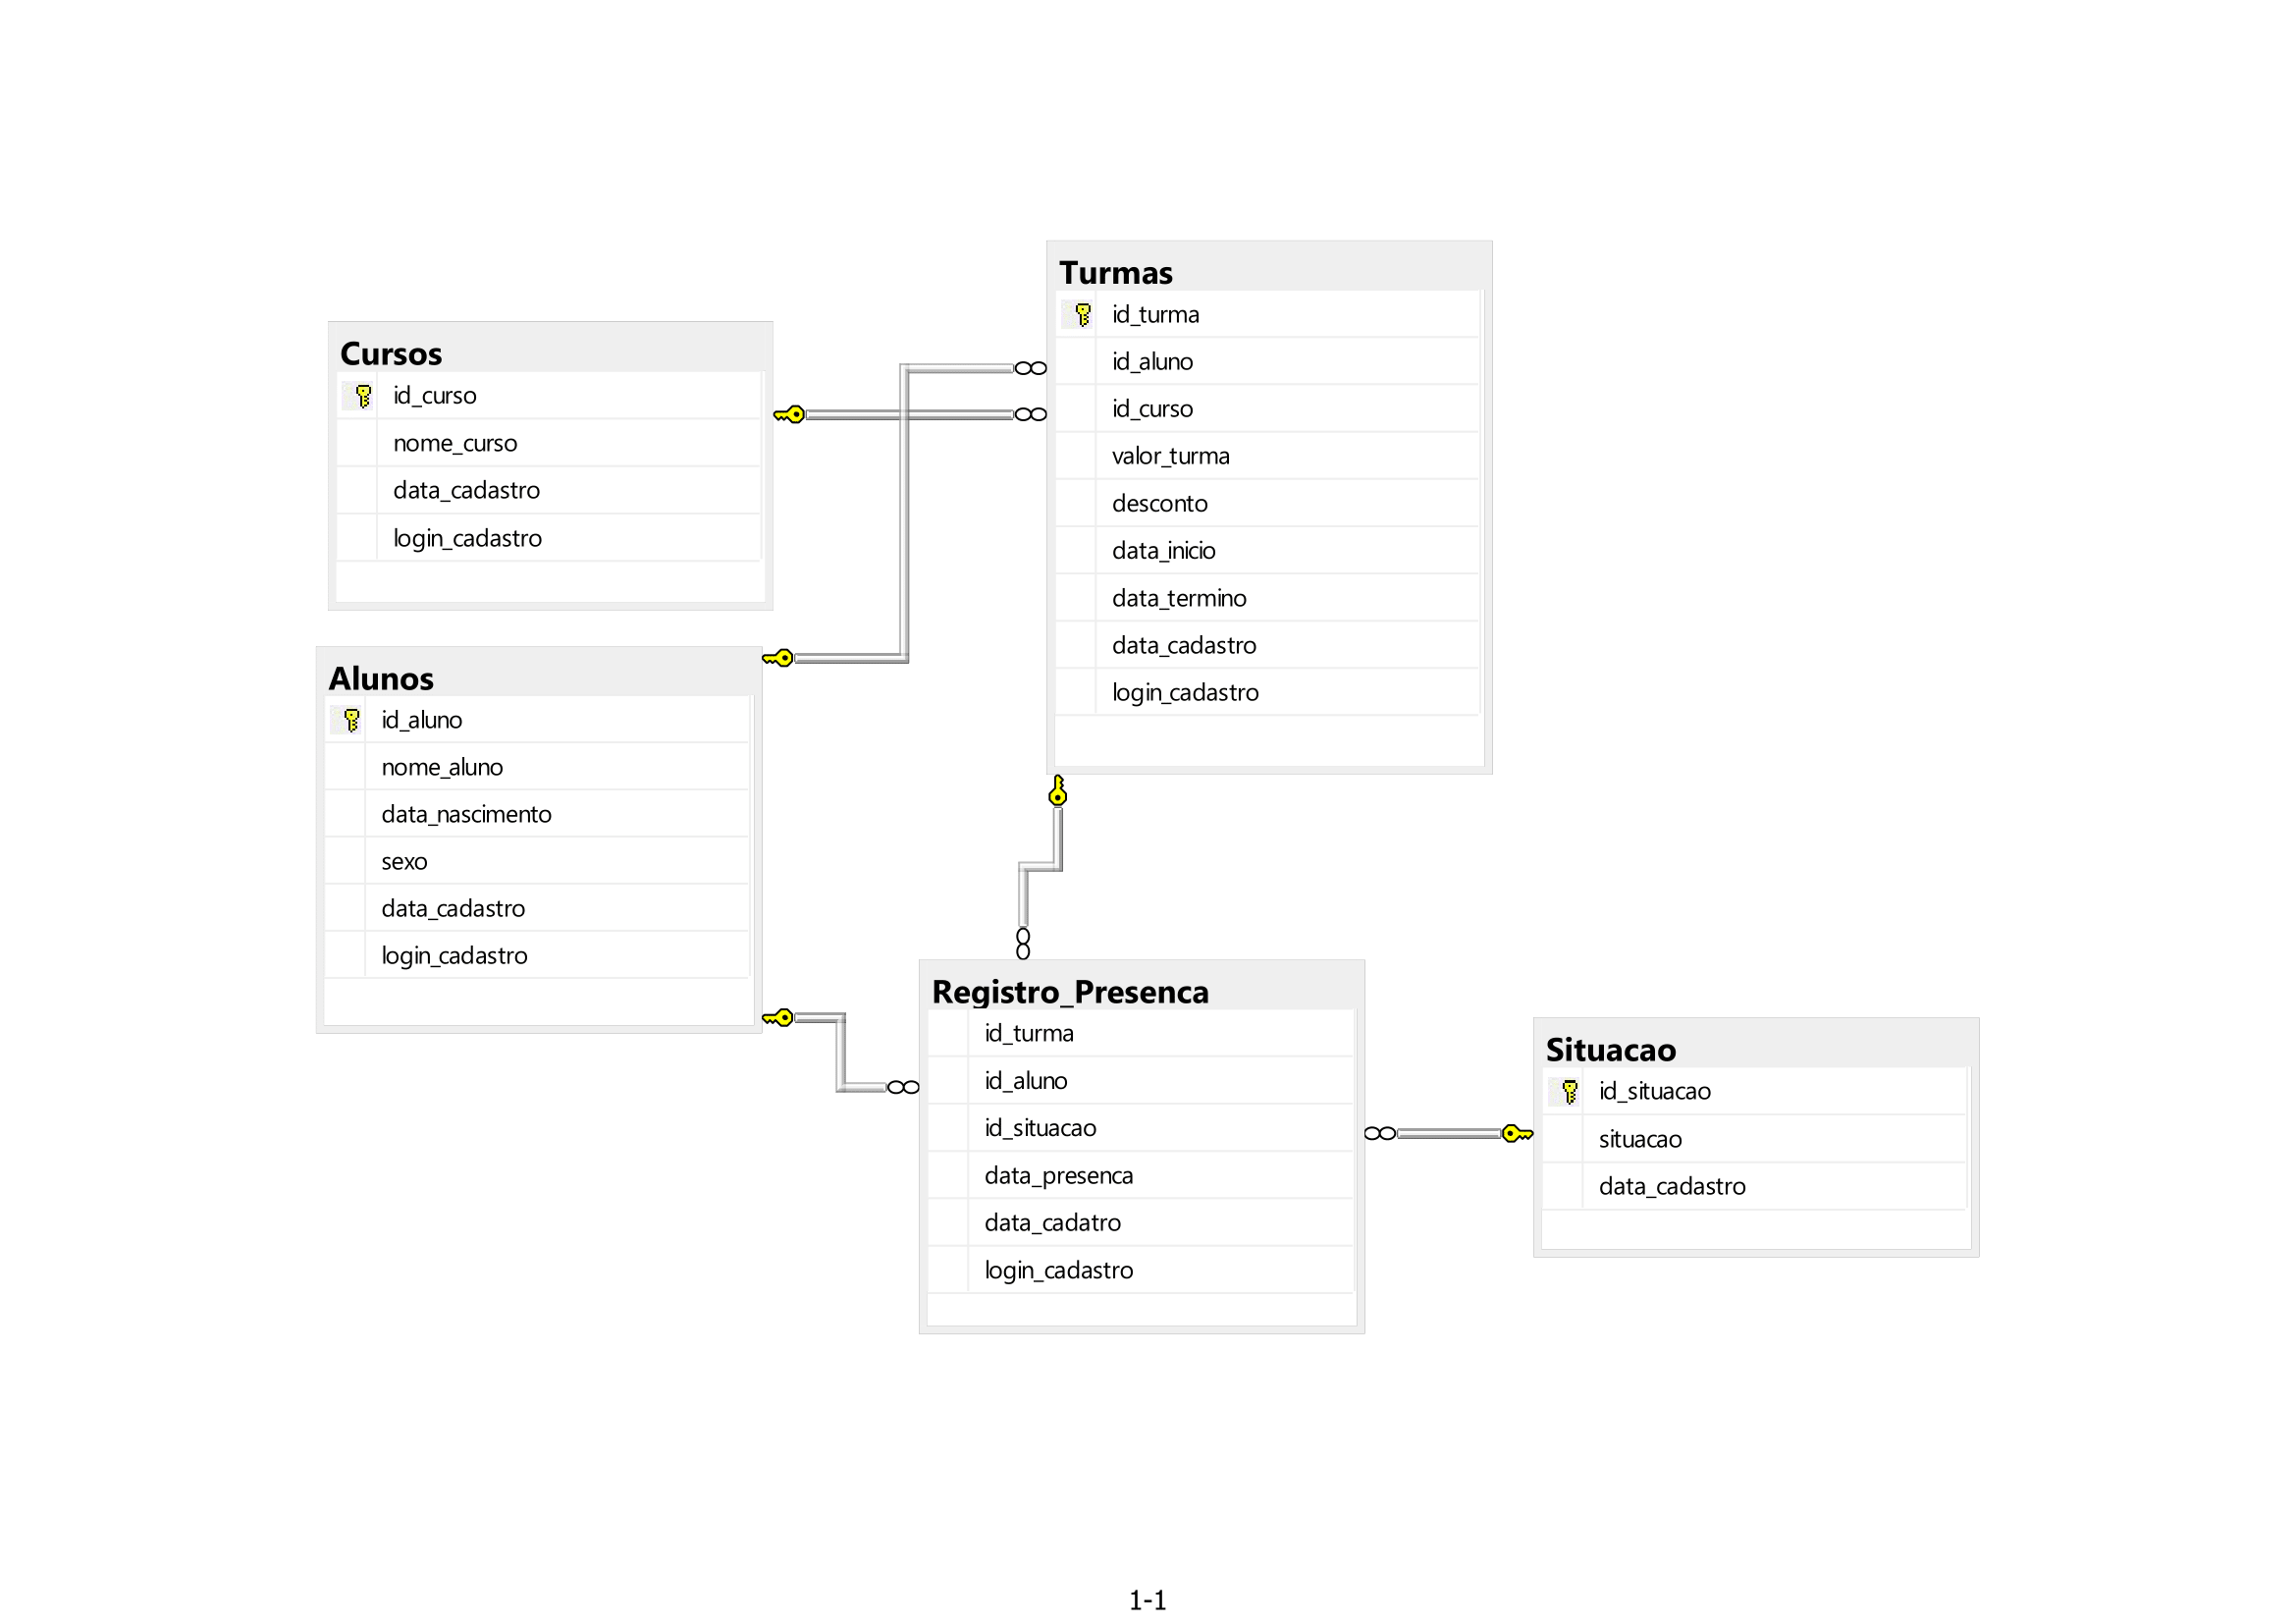 Cursos
id_curso
nome_curso
data_cadastro
login_cadastro
Turmas
id_turma
id_aluno
id_curso
valor_turma
desconto
data_inicio
data_termino
data_cadastro
login_cadastro
Alunos
id_aluno
nome_aluno
data_nascimento
sexo
data_cadastro
login_cadastro
Registro_Presenca
id_turma
id_aluno
id_situacao
data_presenca
data_cadatro
login_cadastro
Situacao
id_situacao
situacao
data_cadastro
1-1